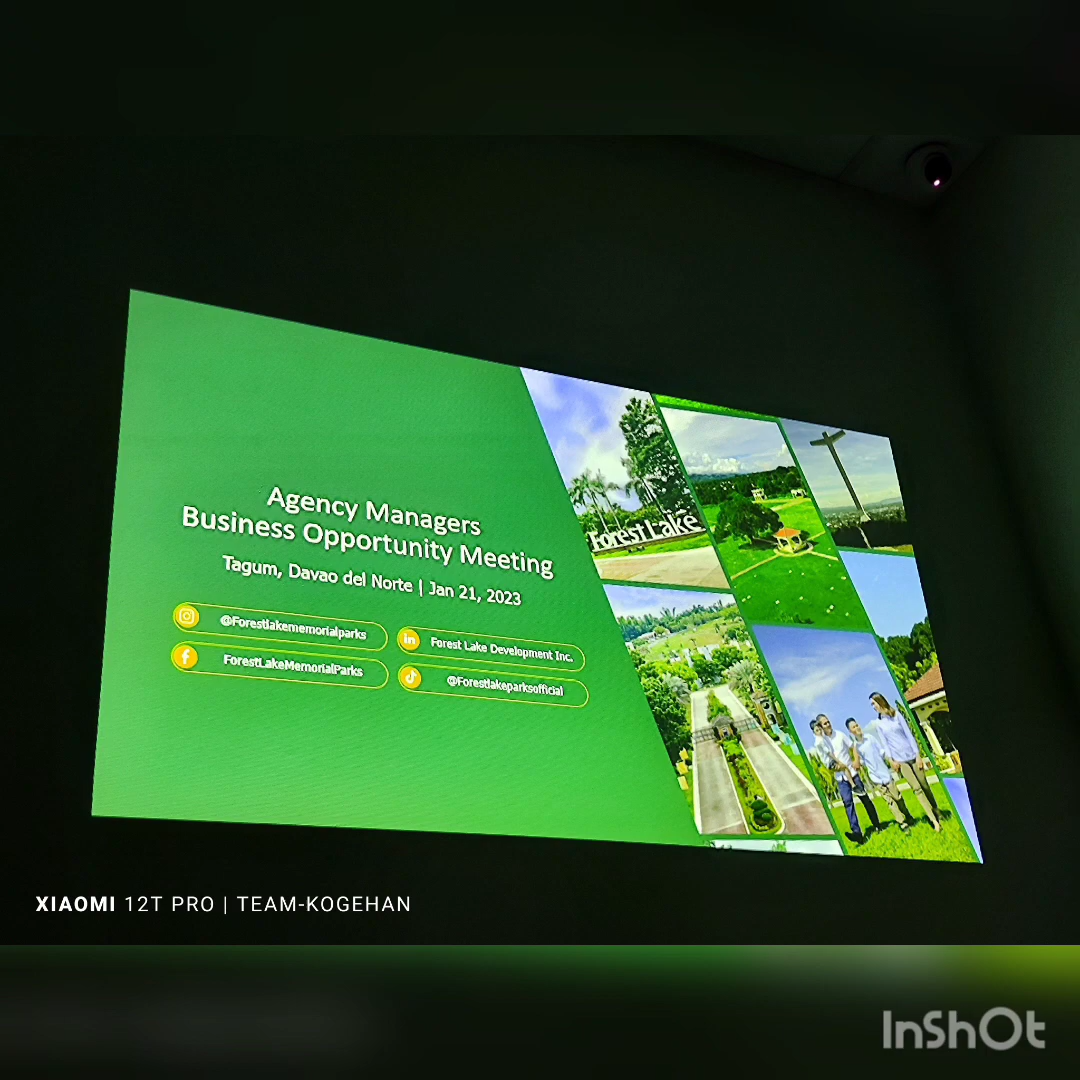 Agency Managers
Business Opportunity Meeting
Tagum, Davao del Norte | Jan 21, 2023
@Forestlakememorialparks
in Forest Lake Development Inc.
f ForestLakeMemorialParks
@Forestlakeparksofficial
Forest Lake
XIAOMI 12T PRO | TEAM-KOGEHAN
InShOt